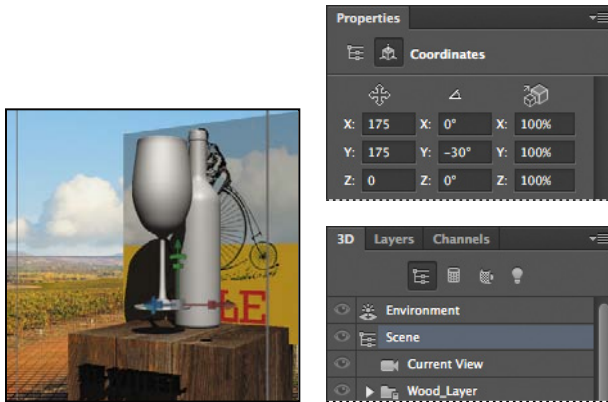 Properties
Coordinates
X: 175 X: 0° X: 100%
Y: 175 Y: -30° Y: 100%
Z: 0 Z: 0° Z: 100%
3D Layers Channels
Environment
Scene
Current View
Wood_Layer
LE